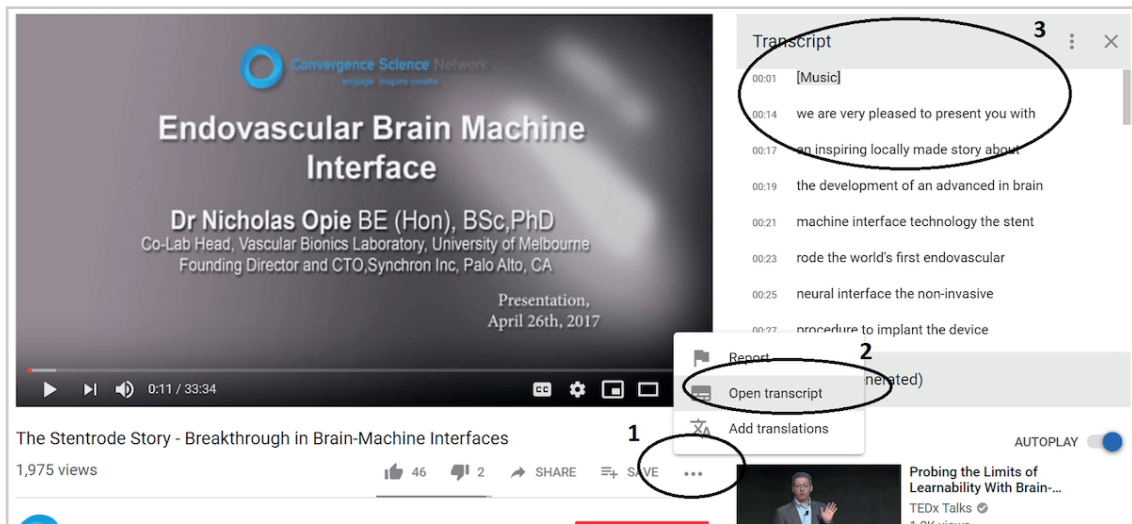 Convergence Science Network
engage inspire create
Endovascular Brain Machine
Interface
Dr Nicholas Opie BE (Hon), BSc,PhD
Co-Lab Head, Vascular Bionics Laboratory, University of Melbourne
Founding Director and CTO,Synchron Inc, Palo Alto, CA
Presentation,
April 26th, 2017
0:11 / 33:34
CC
The Stentrode Story - Breakthrough in Brain-Machine Interfaces
1,975 views
46
2
SHARE
SAVE
1
Report
2
Open transcript
Add translations
Transcript
3
00:01 [Music]
00:14 we are very pleased to present you with
00:17 an inspiring locally made story about
00:19 the development of an advanced in brain
00:21 machine interface technology the stent
00:23 rode the world's first endovascular
00:25 neural interface the non-invasive
00:27 procedure to implant the device
nerated)
AUTOPLAY
Probing the Limits of
Learnability With Brain-...
TEDx Talks